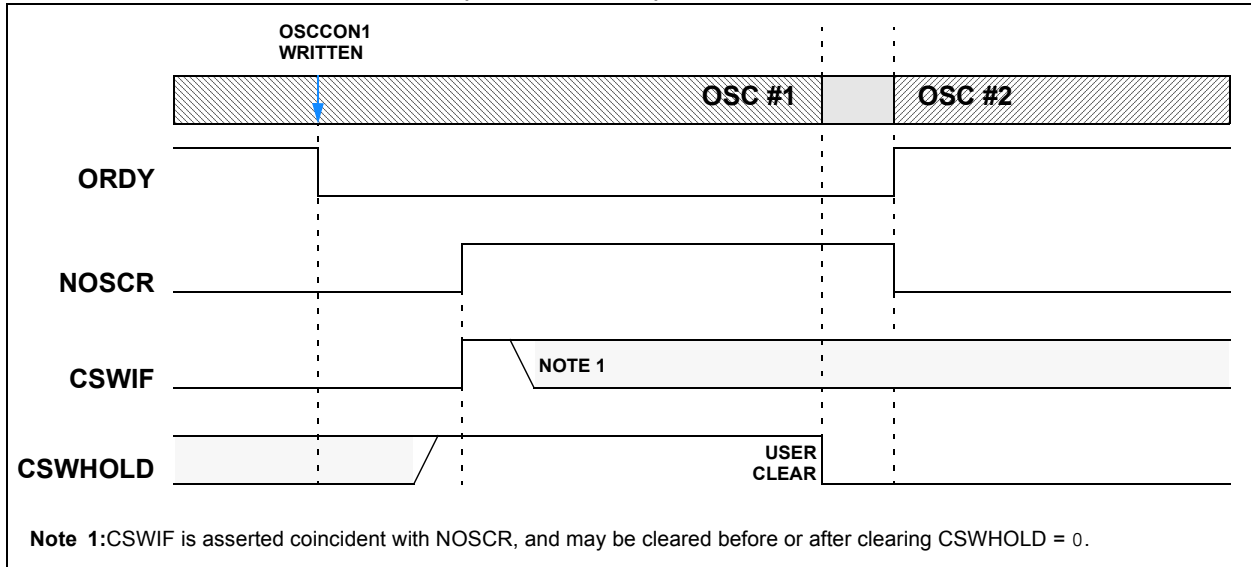 OSCCON1
WRITTEN
OSC #1
OSC #2
ORDY
NOSCR
CSWIF
NOTE 1
CSWHOLD
USER
CLEAR
Note 1:CSWIF is asserted coincident with NOSCR, and may be cleared before or after clearing CSWHOLD = 0.